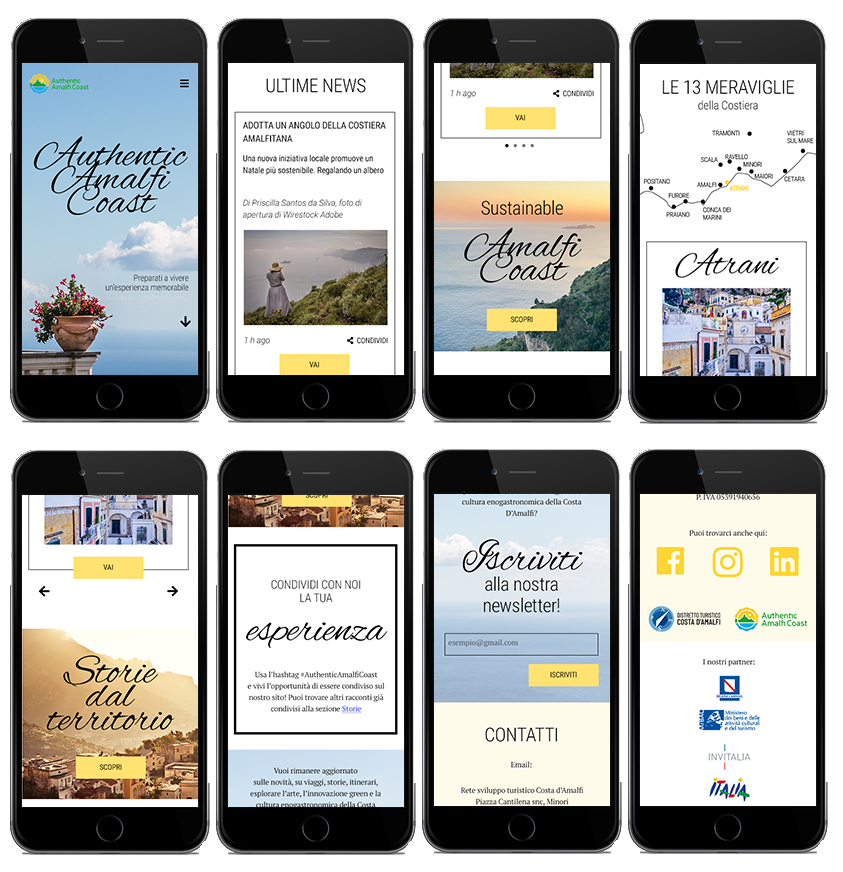 Authentic
Amalfi Coast
Authentic
Amalfi
Coast
Preparati a vivere
un'esperienza memorabile
ULTIME NEWS
ADOTTA UN ANGOLO DELLA COSTIERA
AMALFITANA
Una nuova iniziativa locale promuove un
Natale più sostenibile. Regalando un albero
Di Priscilla Santos da Silva, foto di
apertura di Wirestock Adobe
1 h ago
CONDIVIDI
VAI
1 h ago
CONDIVIDI
VAI
Sustainable
Amalfi
Coast
SCOPRI
LE 13 MERAVIGLIE
della Costiera
TRAMONTI
VIETRI
SUL MARE
SCALA
RAVELLO
MINORI
MAIORI
CETARA
POSITANO
AMALFI
ATRANI
FURORE
PRAIANO
CONCA DEI
MARINI
Atrani
VAI
Storie
dal
territorio
SCOPRI
SCOPRI
CONDIVIDI CON NOI
LA TUA
esperienza
Usa l'hashtag #AuthenticAmalfiCoast
e vivi l'opportunità di essere condiviso sul
nostro sito! Puoi trovare altri racconti già
condivisi alla sezione Storie
Vuoi rimanere aggiornato
sulle novità, su viaggi, storie, itinerari,
esplorare l'arte, l'innovazione green e la
cultura enogastronomica della Costa
cultura enogastronomica della Costa
D'Amalfi?
Iscriviti
alla nostra
newsletter!
esempio@gmail.com
ISCRIVITI
CONTATTI
Email:
Rete sviluppo turistico Costa d'Amalfi
Piazza Cantilena snc, Minori
P. IVA 05391940656
Puoi trovarci anche qui:
DISTRETTO TURISTICO
COSTA D'AMALFI
Authentic
Amalfi Coast
I nostri partner:
Ministero
dei beni e delle
attività culturali
e del turismo
INVITALIA
ITALIA